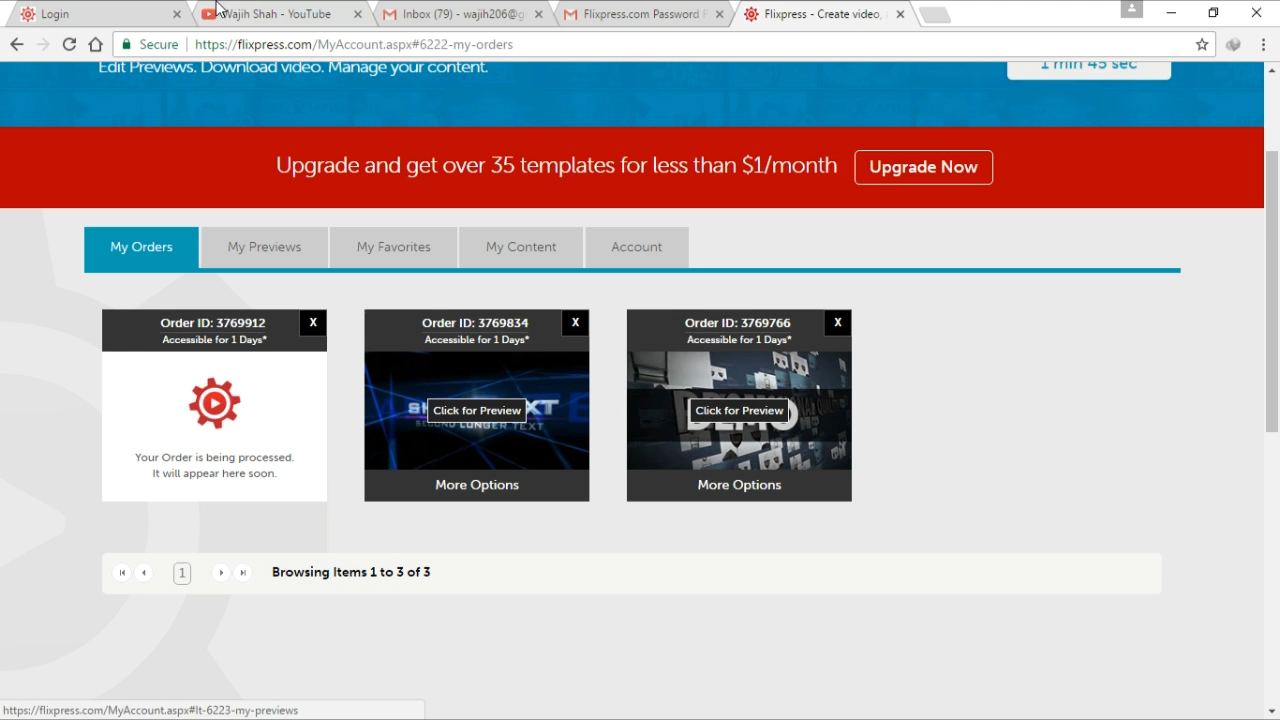 Login
Wajih Shah - YouTube
Inbox (79) - wajih206@g
Flixpress.com Password
Flixpress - Create video,
Secure
https://flixpress.com/MyAccount.aspx#6222-my-orders
Edit Previews. Download video. Manage your content.
1 min 45 sec
Upgrade and get over 35 templates for less than $1/month
Upgrade Now
My Orders
My Previews
My Favorites
My Content
Account
Order ID: 3769912
X
Accessible for 1 Days*
Your Order is being processed.
It will appear here soon.
Order ID: 3769834
X
Accessible for 1 Days*
Click for Preview
SECOND LONGER TEXT
More Options
Order ID: 3769766
X
Accessible for 1 Days*
Click for Preview
More Options
1
Browsing Items 1 to 3 of 3
https://flixpress.com/MyAccount.aspx#lt-6223-my-previews